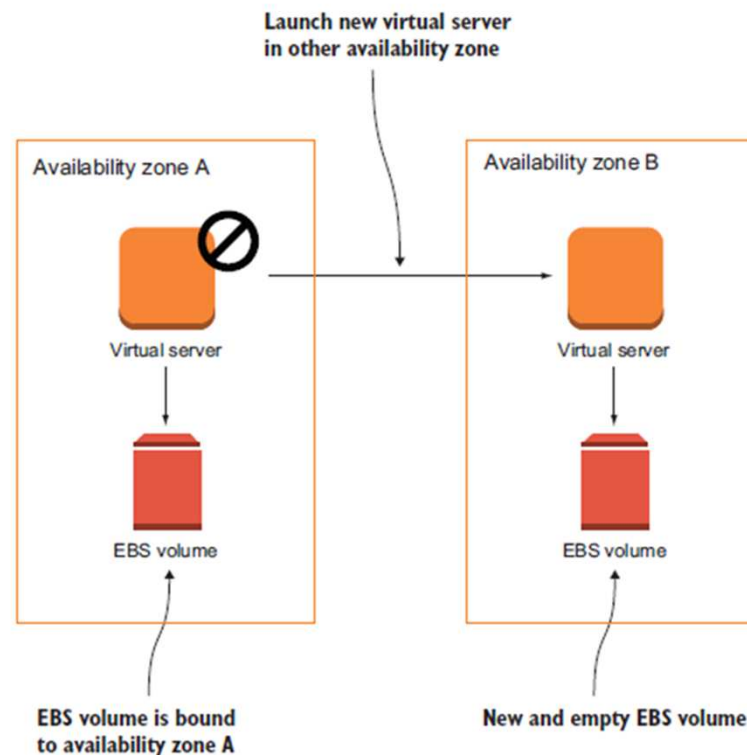 Launch new virtual server
in other availability zone
Availability zone A
Availability zone B
Virtual server
Virtual server
EBS volume
EBS volume
EBS volume is bound
to availability zone A
New and empty EBS volume